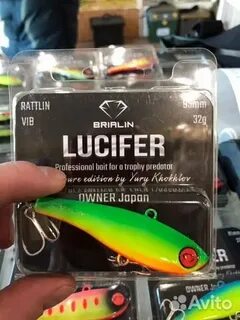 RATTLIN
VIB
95mm
32g
BRIALIN
LUCIFER
Professional bait for a trophy predator
edition by Yury Khokhlov
OWNER Japan
Avito